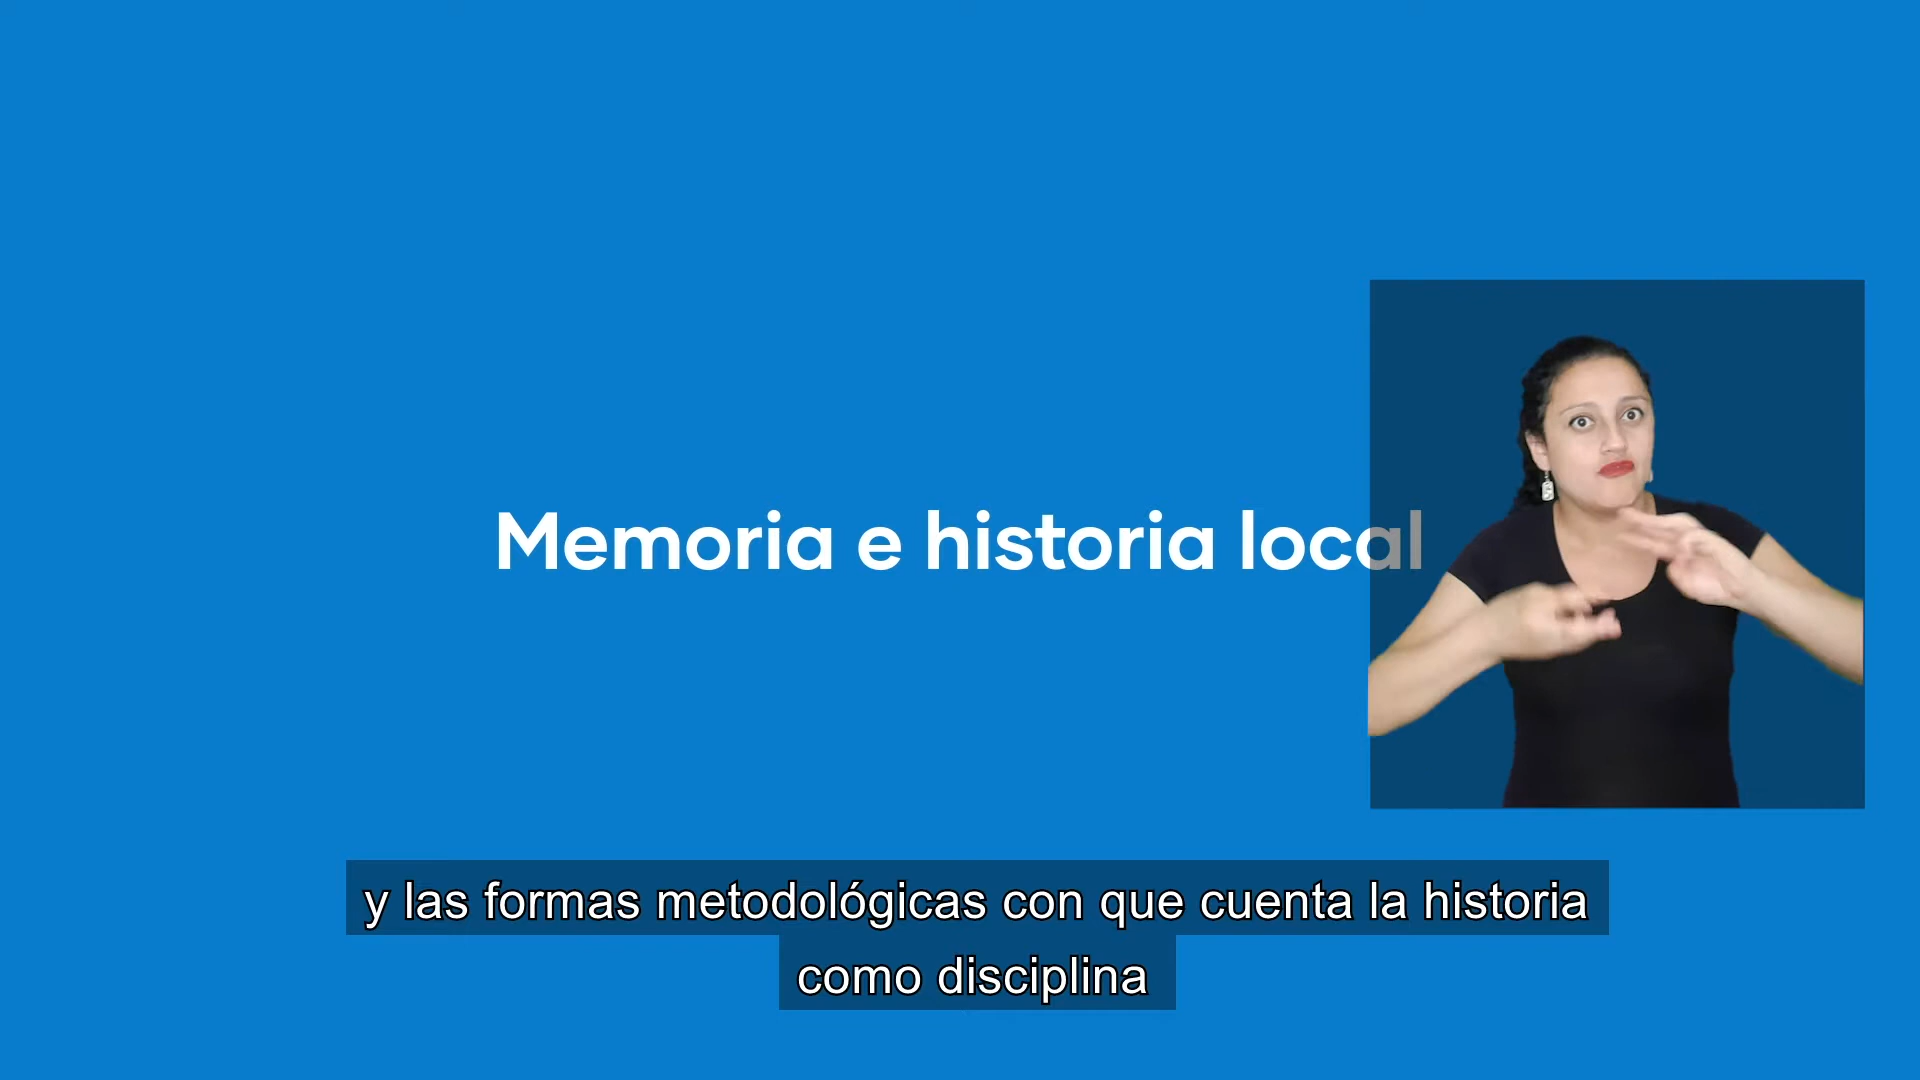 Memoria e historia local
y las formas metodológicas con que cuenta la historia
como disciplina